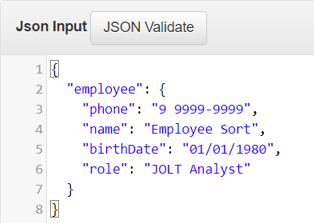 Json Input JSON Validate
1 {
2   "employee": {
3     "phone": "9 9999-9999",
4     "name": "Employee Sort",
5     "birthDate": "01/01/1980",
6     "role": "JOLT Analyst"
7   }
8 }